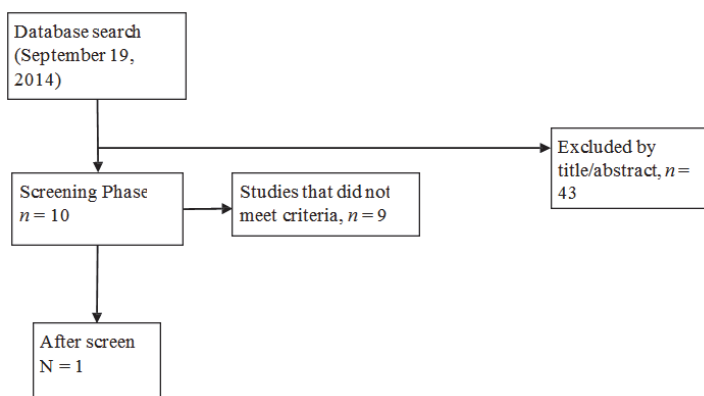 Database search
(September 19,
2014)
Excluded by
title/abstract, n =
43
Screening Phase
n = 10
Studies that did not
meet criteria, n = 9
After screen
N = 1